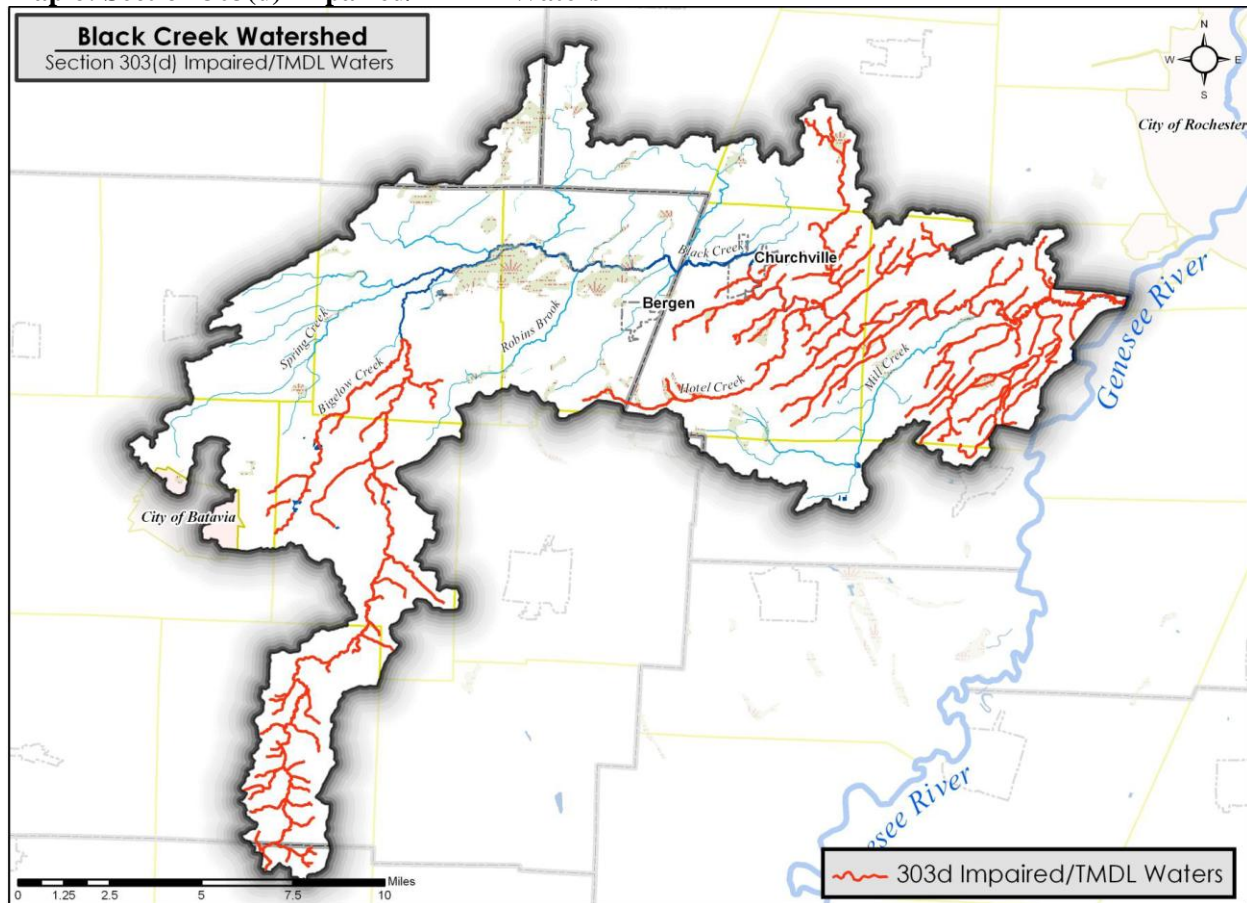 Black Creek Watershed
Section 303(d) Impaired/TMDL Waters
N
W
E
S
City of Rochester
Black Creek
Churchville
Bergen
Spring Creek
Robins Brook
Bigelow Creek
Hotel Creek
Mill Creek
Genesee River
City of Batavia
Genesee River
303d Impaired/TMDL Waters
Miles
0 1.25 2.5 5 7.5 10